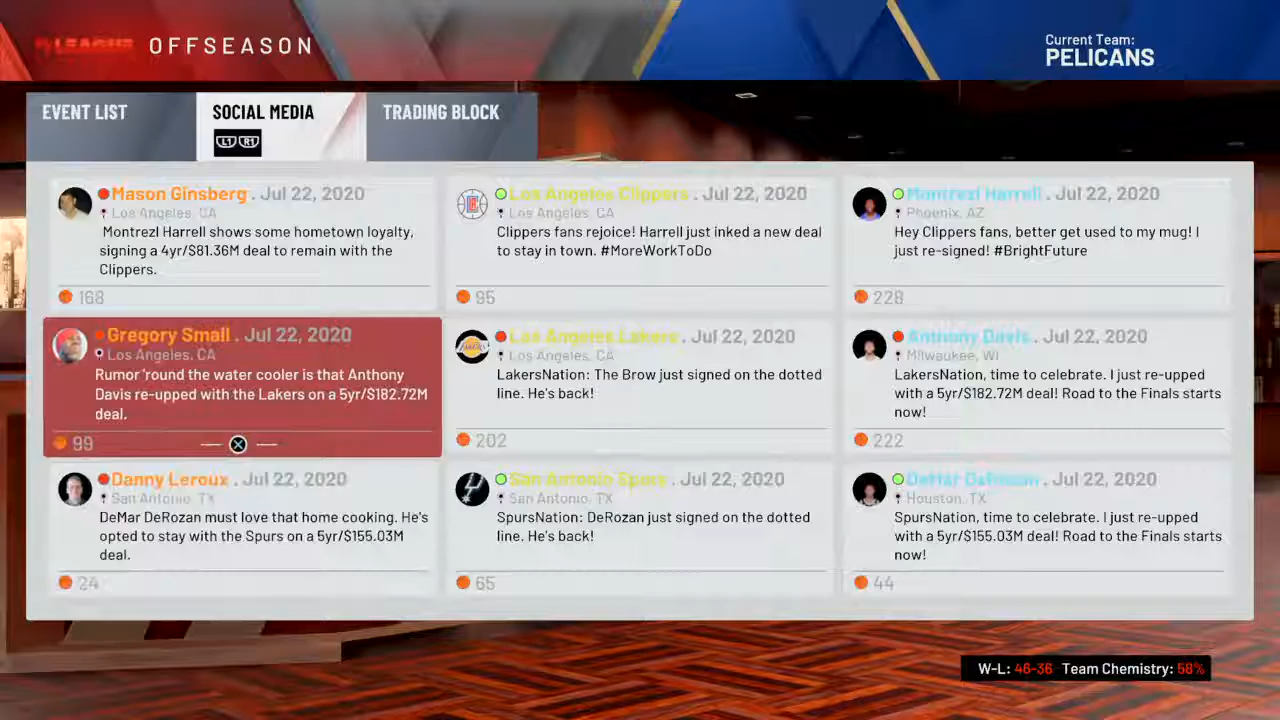 LEAGUE OFFSEASON
Current Team:
PELICANS
EVENT LIST
SOCIAL MEDIA
TRADING BLOCK
L1 R1
Mason Ginsberg . Jul 22, 2020
Los Angeles, CA
Montrezl Harrell shows some hometown loyalty,
signing a 4yr/$81.36M deal to remain with the
Clippers.
168
Los Angeles Clippers . Jul 22, 2020
Los Angeles, CA
Clippers fans rejoice! Harrell just inked a new deal
to stay in town. #MoreWorkToDo
95
Montrezl Harrell . Jul 22, 2020
Phoenix, AZ
Hey Clippers fans, better get used to my mug! I
just re-signed! #BrightFuture
228
Gregory Small . Jul 22, 2020
Los Angeles, CA
Rumor 'round the water cooler is that Anthony
Davis re-upped with the Lakers on a 5yr/$182.72M
deal.
99
Los Angeles Lakers . Jul 22, 2020
Los Angeles, CA
LakersNation: The Brow just signed on the dotted
line. He's back!
202
Anthony Davis . Jul 22, 2020
Milwaukee, WI
LakersNation, time to celebrate. I just re-upped
with a 5yr/$182.72M deal! Road to the Finals starts
now!
222
Danny Leroux . Jul 22, 2020
San Antonio, TX
DeMar DeRozan must love that home cooking. He's
opted to stay with the Spurs on a 5yr/$155.03M
deal.
24
San Antonio Spurs . Jul 22, 2020
San Antonio, TX
SpursNation: DeRozan just signed on the dotted
line. He's back!
65
DeMar DeRozan . Jul 22, 2020
Houston, TX
SpursNation, time to celebrate. I just re-upped
with a 5yr/$155.03M deal! Road to the Finals starts
now!
44
W-L: 46-36 Team Chemistry: 58%